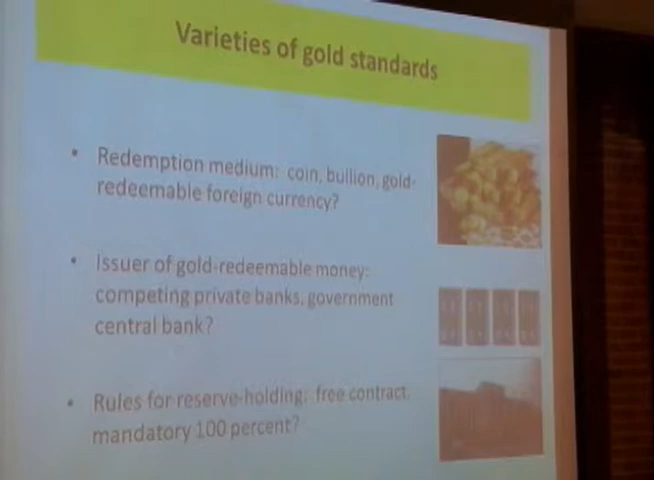 Varieties of gold standards
• Redemption medium: coin, bullion, gold-
redeemable foreign currency?
• Issuer of gold-redeemable money:
competing private banks, government
central bank?
• Rules for reserve-holding: free contract,
mandatory 100 percent?